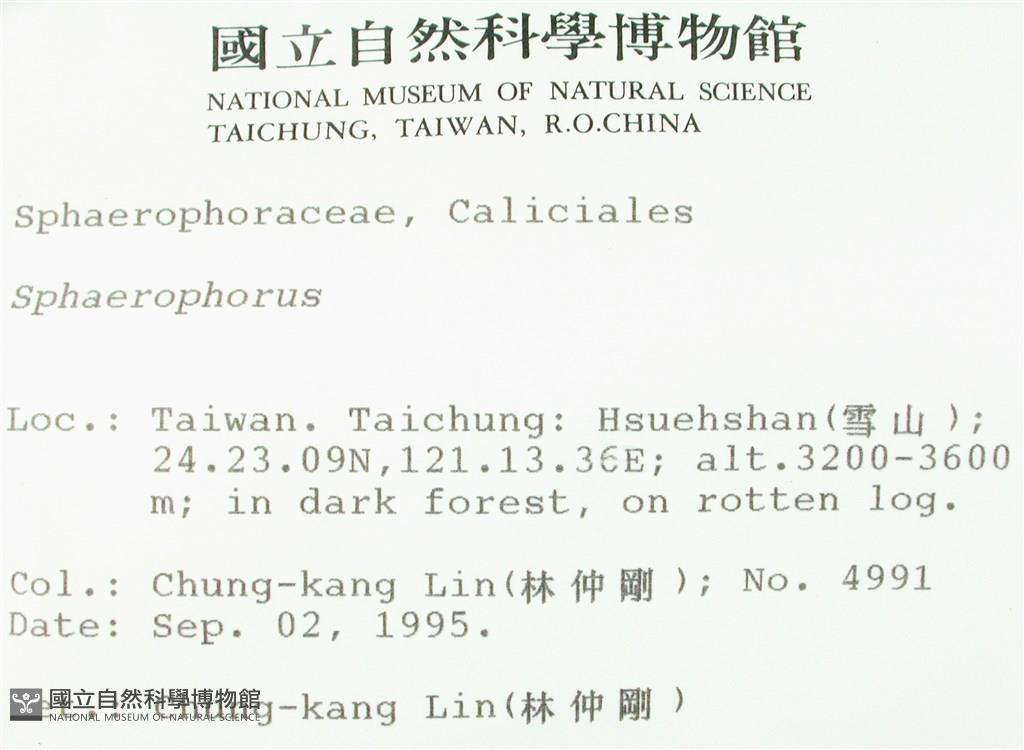 國立自然科學博物館
NATIONAL MUSEUM OF NATURAL SCIENCE
TAICHUNG, TAIWAN, R.O.CHINA
Sphaerophoraceae, Caliciales
Sphaerophorus
Loc.: Taiwan. Taichung: Hsuehshan(雪山);
24.23.09N,121.13.36E; alt.3200-3600
m; in dark forest, on rotten log.
Col.: Chung-kang Lin(林仲剛); No. 4991
Date: Sep. 02, 1995.
Chung-kang Lin(林仲剛)
國立自然科學博物館
NATIONAL MUSEUM OF NATURAL SCIENCE